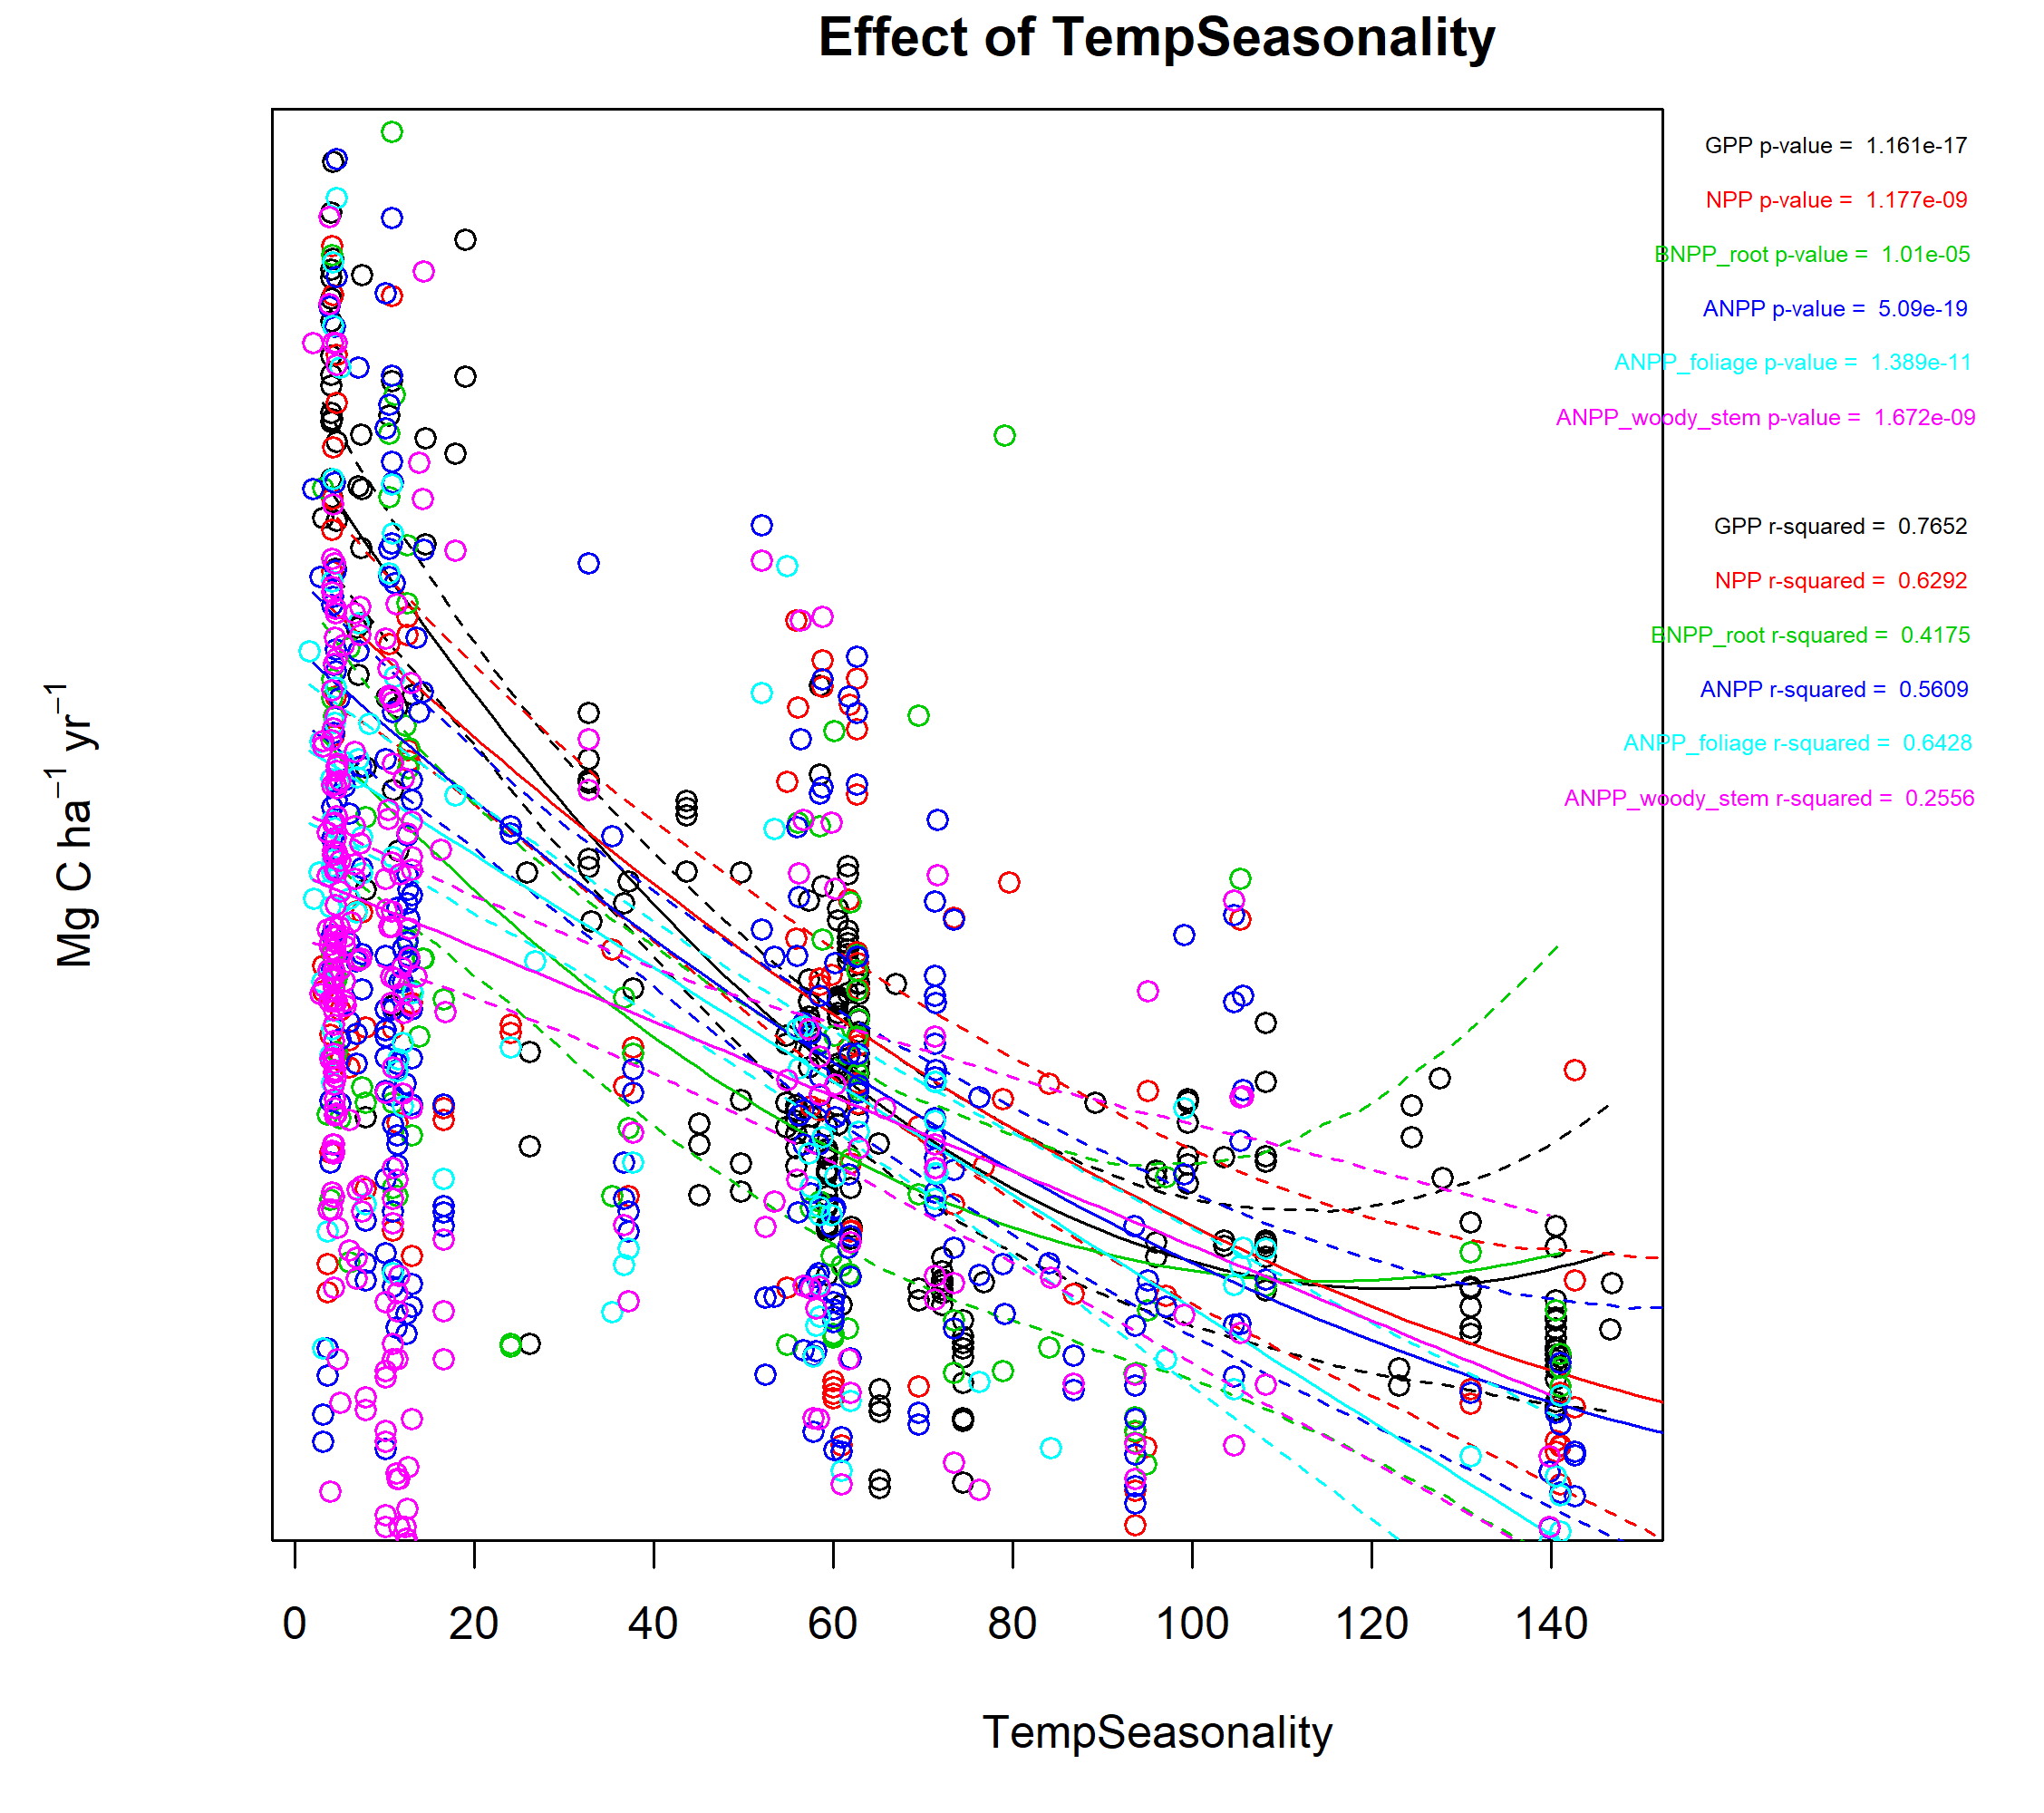 Effect of TempSeasonality
GPP p-value = 1.161e-17
NPP p-value = 1.177e-09
BNPP_root p-value = 1.01e-05
ANPP p-value = 5.09e-19
ANPP_foliage p-value = 1.389e-11
ANPP_woody_stem p-value = 1.672e-09
GPP r-squared = 0.7652
NPP r-squared = 0.6292
BNPP_root r-squared = 0.4175
ANPP r-squared = 0.5609
ANPP_foliage r-squared = 0.6428
ANPP_woody_stem r-squared = 0.2556
Mg C ha⁻¹ yr⁻¹
0 20 40 60 80 100 120 140
TempSeasonality